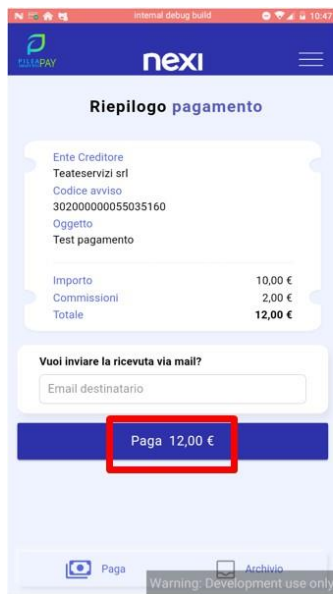 internal debug build
10:47
PILEAPAY
nexi
Riepilogo pagamento
Ente Creditore
Teateservizi srl
Codice avviso
302000000055035160
Oggetto
Test pagamento
Importo 10,00 €
Commissioni 2,00 €
Totale 12,00 €
Vuoi inviare la ricevuta via mail?
Email destinatario
Paga 12,00 €
Paga
Archivio
Warning: Development use only